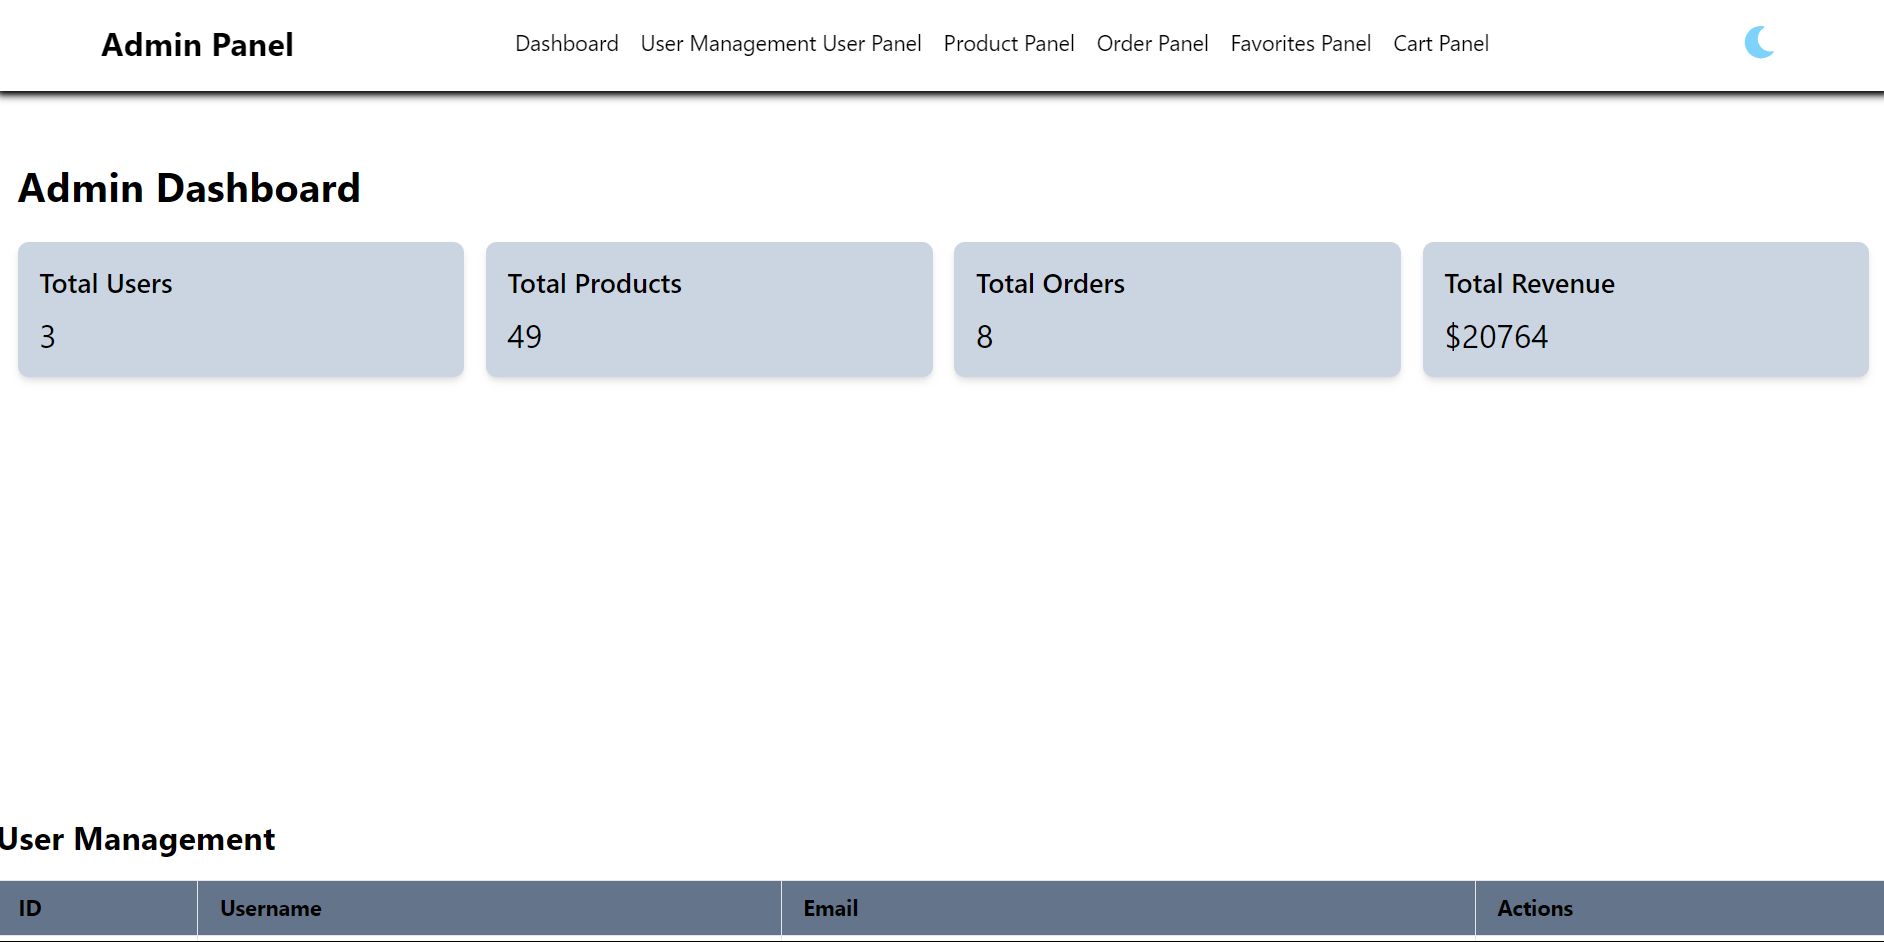 Admin Panel
Dashboard User Management User Panel Product Panel Order Panel Favorites Panel Cart Panel
Admin Dashboard
Total Users
3
Total Products
49
Total Orders
8
Total Revenue
$20764
User Management
ID Username Email Actions